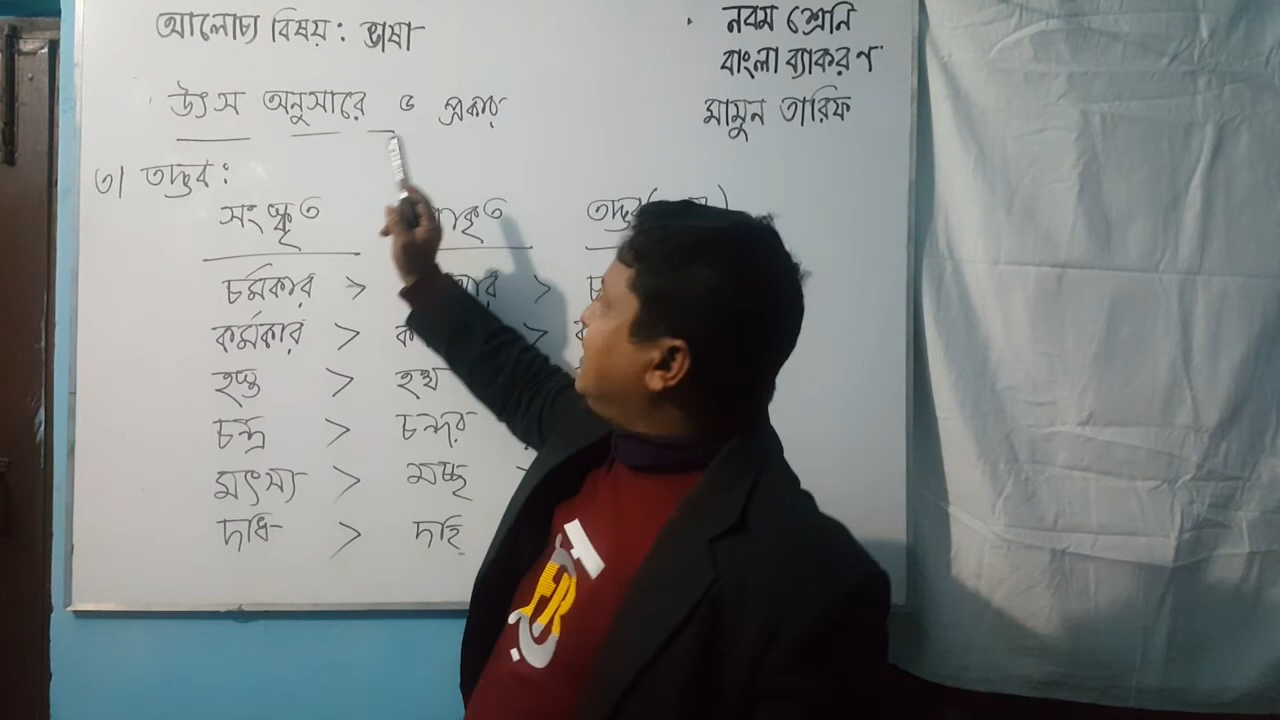 আলোচ্য বিষয়: ভাষা
নবম শ্রেনি
বাংলা ব্যাকরণ
মামুন তারিফ
উৎস অনুসারে ৫ প্রকার
৩। তদ্ভব:
সংস্কৃত
চর্মকার >
কর্মকার >
হস্ত > হত্থ
চন্দ্র > চন্দর
মৎস্য > মচ্ছ
দধি > দহি